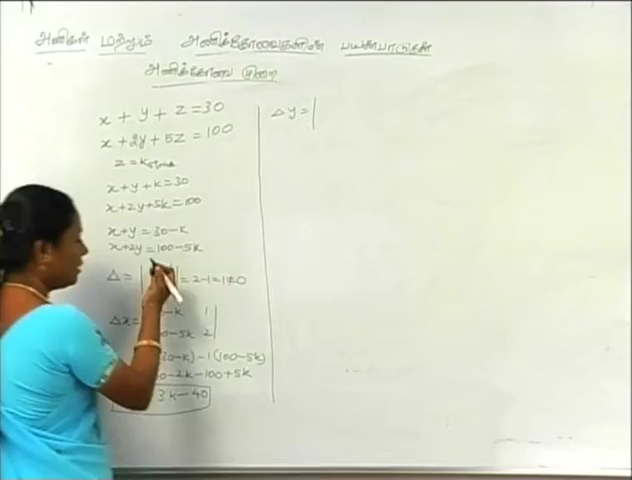 அணிகள் மற்றும் அணிக்கோவைகளின் பயன்பாடுகள்
அணிக்கோவை முறை
x + y + z = 30
x + 2y + 5z = 100
z = k
x + y + k = 30
x + 2y + 5k = 100
x + y = 30 - k
x + 2y = 100 - 5k
Δ = | | = 2 - 1 = 1 ≠ 0
Δx = - k 1 |
- 5k 2 |
(30 - k) - 1 (100 - 5k)
- 2k - 100 + 5k
3k - 40
Δy = |